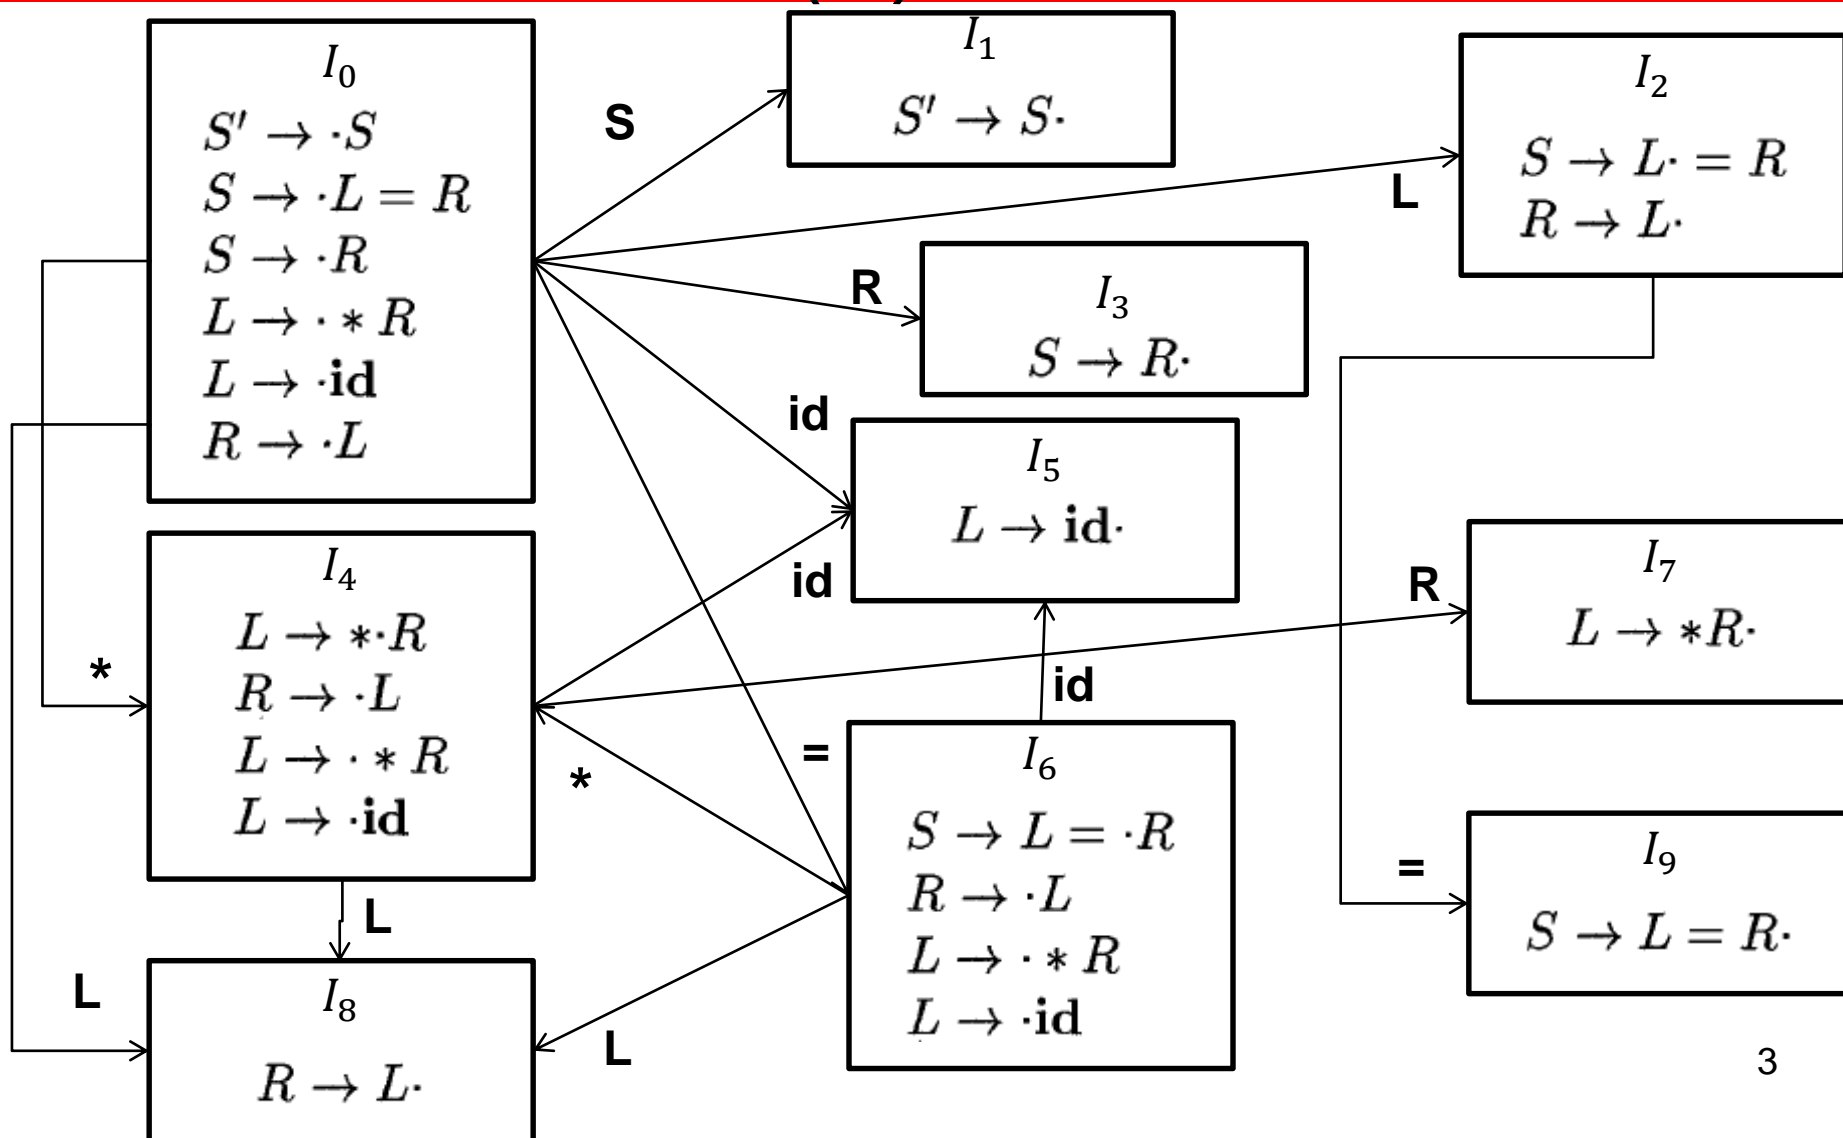 I₀
S' → ·S
S → ·L = R
S → ·R
L → · * R
L → ·id
R → ·L
S
I₁
S' → S·
L
I₂
S → L· = R
R → L·
R
I₃
S → R·
id
I₅
L → id·
id
I₄
L → *·R
R → ·L
L → · * R
L → ·id
*
R
I₇
L → *R·
id
=
*
I₆
S → L = ·R
R → ·L
L → · * R
L → ·id
=
I₉
S → L = R·
L
L
I₈
R → L·
L
3